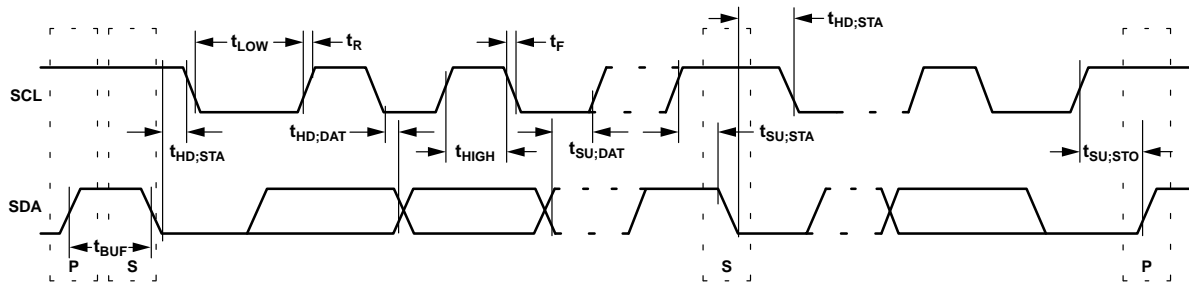 tHD;STA
tLOW
tR
tF
SCL
tHD;STA
tHD;DAT
tHIGH
tSU;DAT
tSU;STA
tSU;STO
SDA
tBUF
P
S
S
P